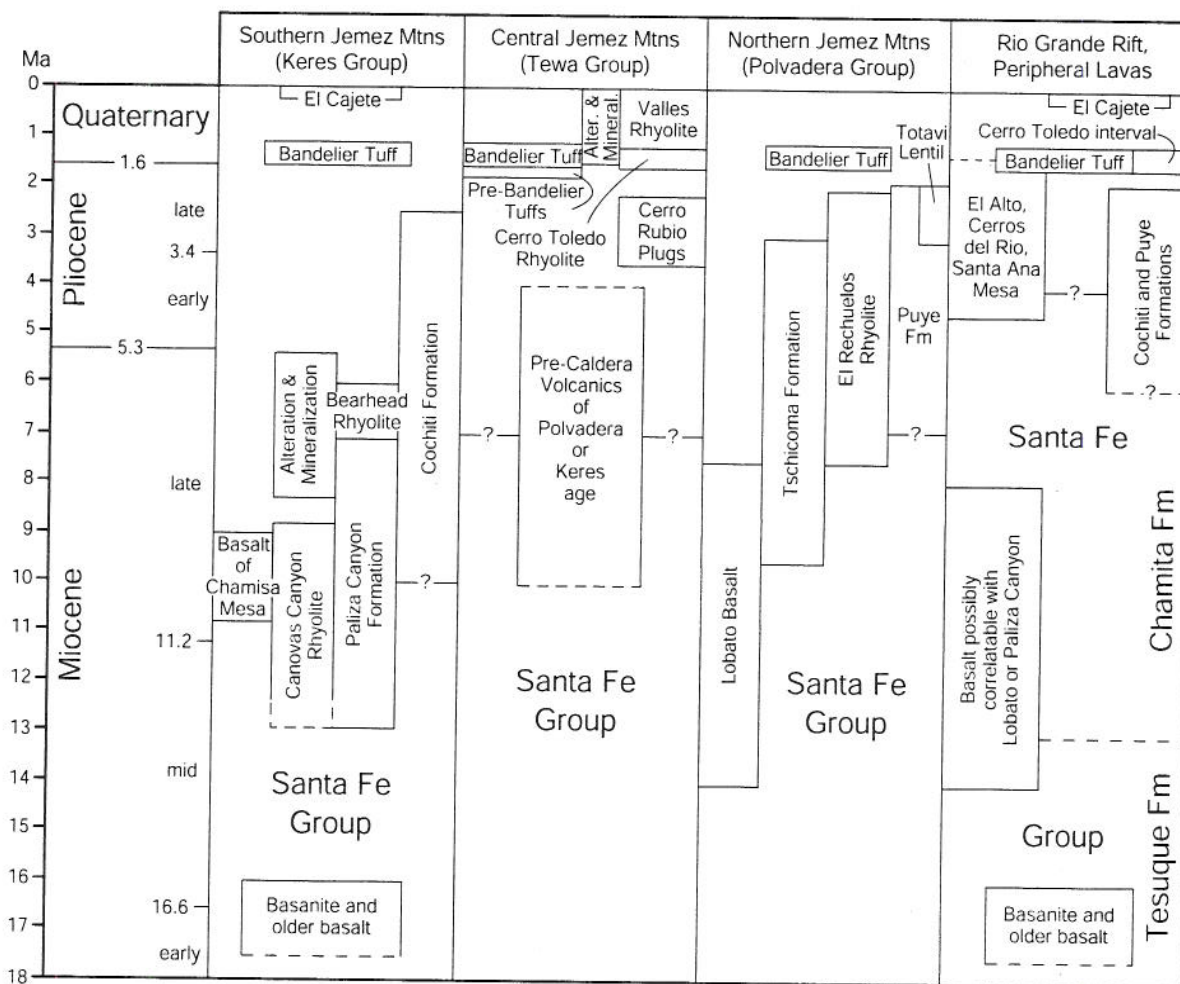 Ma
0
1
2
3
4
5
6
7
8
9
10
11
12
13
14
15
16
17
18
Quaternary
Pliocene
Miocene
1.6
late
3.4
early
5.3
late
11.2
mid
16.6
early
Southern Jemez Mtns
(Keres Group)
El Cajete
Bandelier Tuff
Alteration &
Mineralization
Bearhead
Rhyolite
Cochiti Formation
Basalt
of
Chamisa
Mesa
Canovas Canyon
Rhyolite
Paliza Canyon
Formation
?
Santa Fe
Group
Basanite and
older basalt
Central Jemez Mtns
(Tewa Group)
Alter. &
Mineral.
Valles
Rhyolite
Bandelier Tuff
Pre-Bandelier
Tuffs
Cerro Toledo
Rhyolite
Cerro
Rubio
Plugs
Pre-Caldera
Volcanics
of
Polvadera
or
Keres
age
?
?
Santa Fe
Group
Northern Jemez Mtns
(Polvadera Group)
Totavi
Lentil
Bandelier Tuff
Tschicoma Formation
El Rechuelos
Rhyolite
Puye
Fm
?
Lobato Basalt
Santa Fe
Group
Rio Grande Rift,
Peripheral Lavas
El Cajete
Cerro Toledo interval
Bandelier Tuff
El Alto,
Cerros
del Rio,
Santa Ana
Mesa
?
Cochiti and Puye
Formations
?
Santa Fe
Chamita Fm
Basalt possibly
correlatable with
Lobato or Paliza Canyon
Group
Tesuque Fm
Basanite and
older basalt